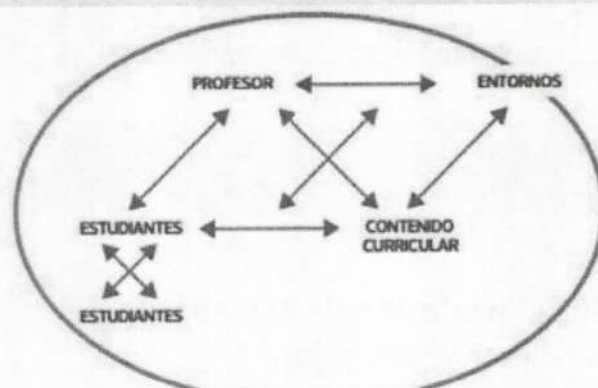 PROFESOR
ENTORNOS
ESTUDIANTES
CONTENIDO
CURRICULAR
ESTUDIANTES